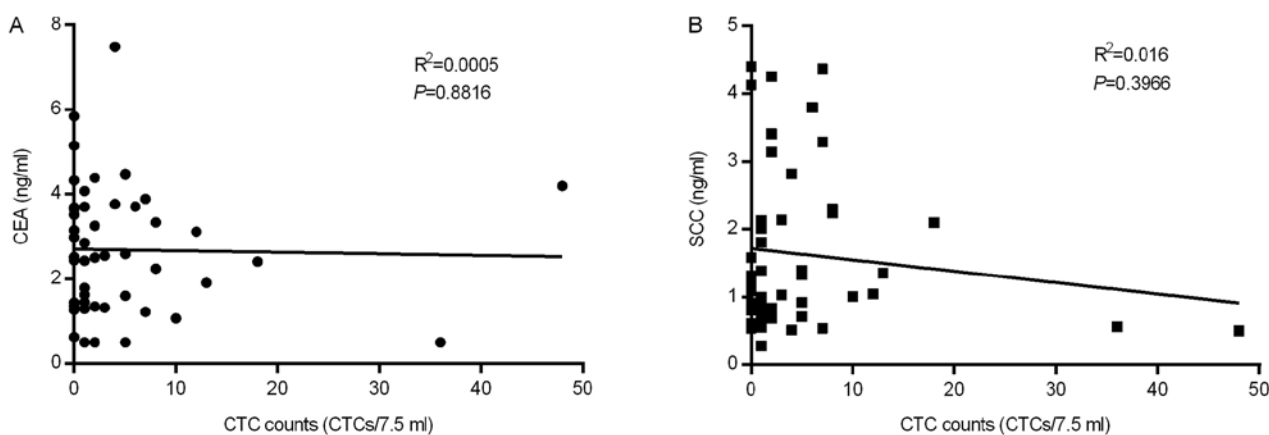 A
R²=0.0005
P=0.8816
CEA (ng/ml)
8
6
4
2
0
0 10 20 30 40 50
CTC counts (CTCs/7.5 ml)
B
R²=0.016
P=0.3966
SCC (ng/ml)
5
4
3
2
1
0
0 10 20 30 40 50
CTC counts (CTCs/7.5 ml)